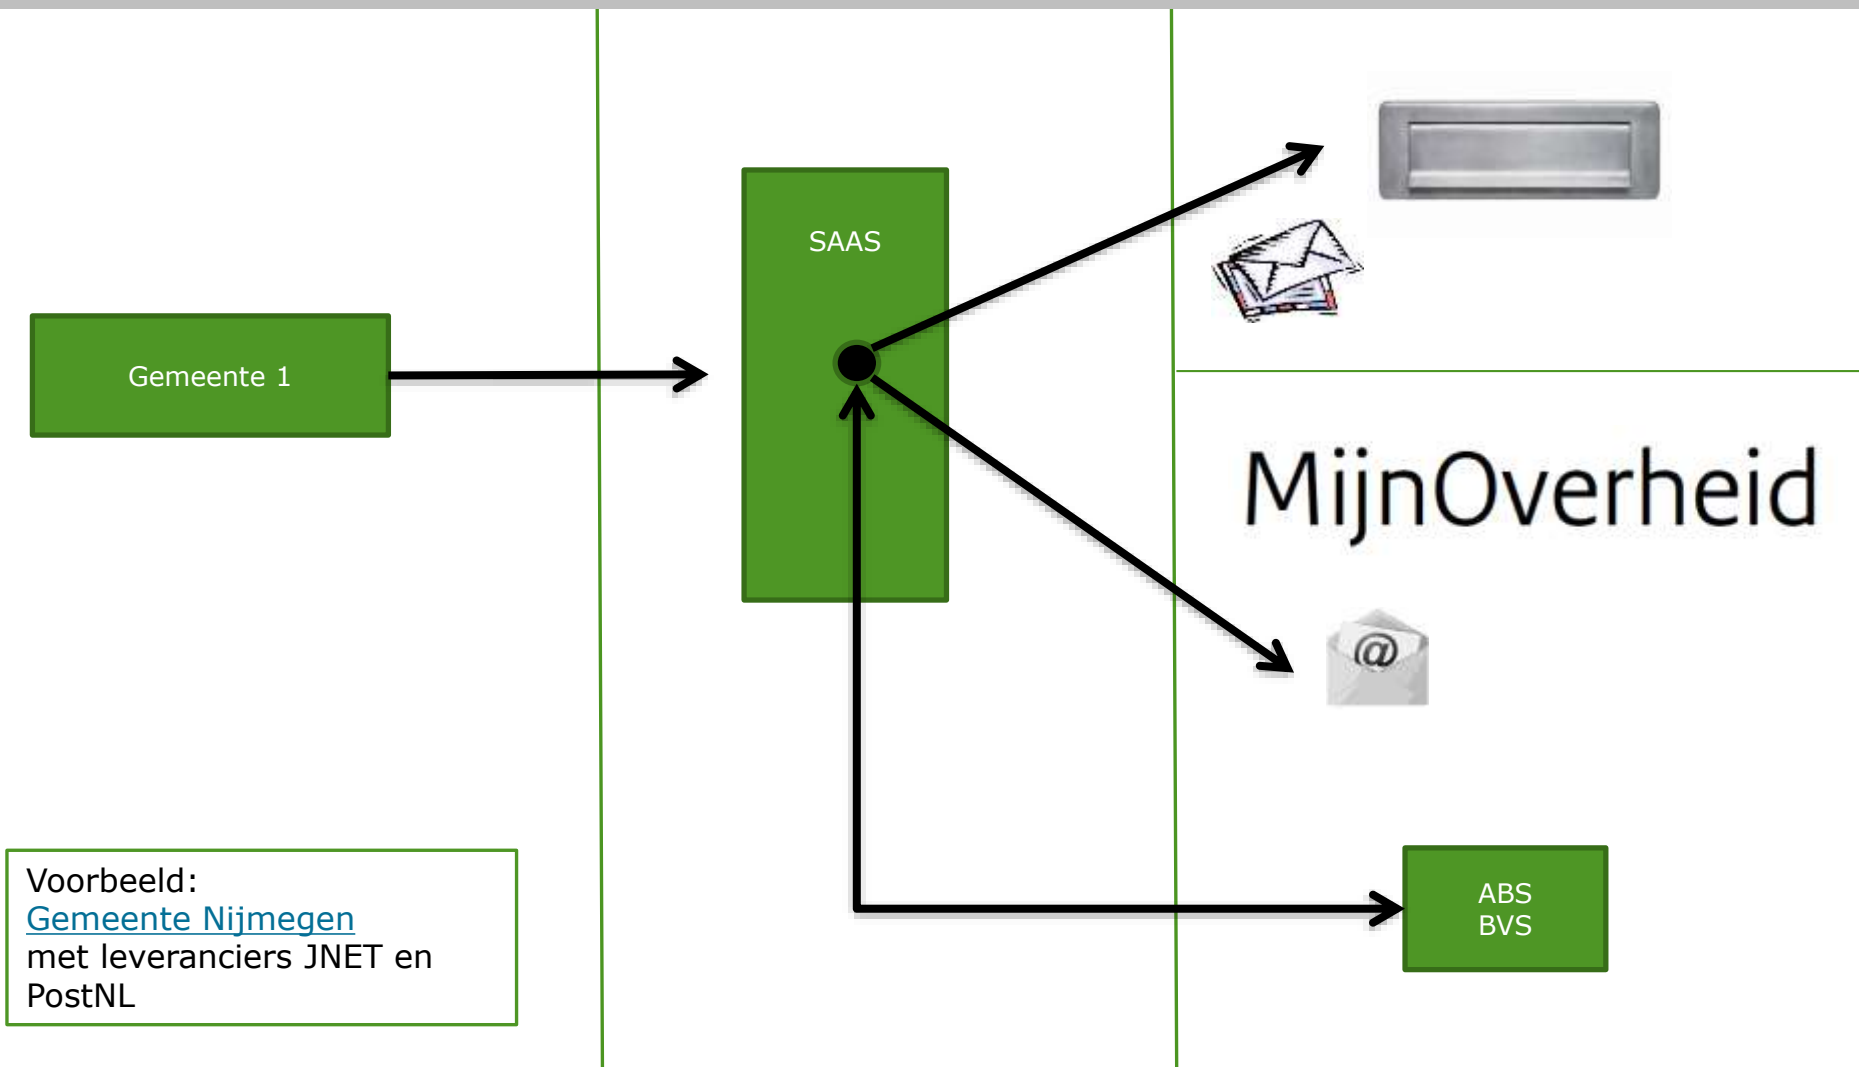 SAAS
Gemeente 1
MijnOverheid
@
Voorbeeld:
Gemeente Nijmegen
met leveranciers JNET en
PostNL
ABS
BVS